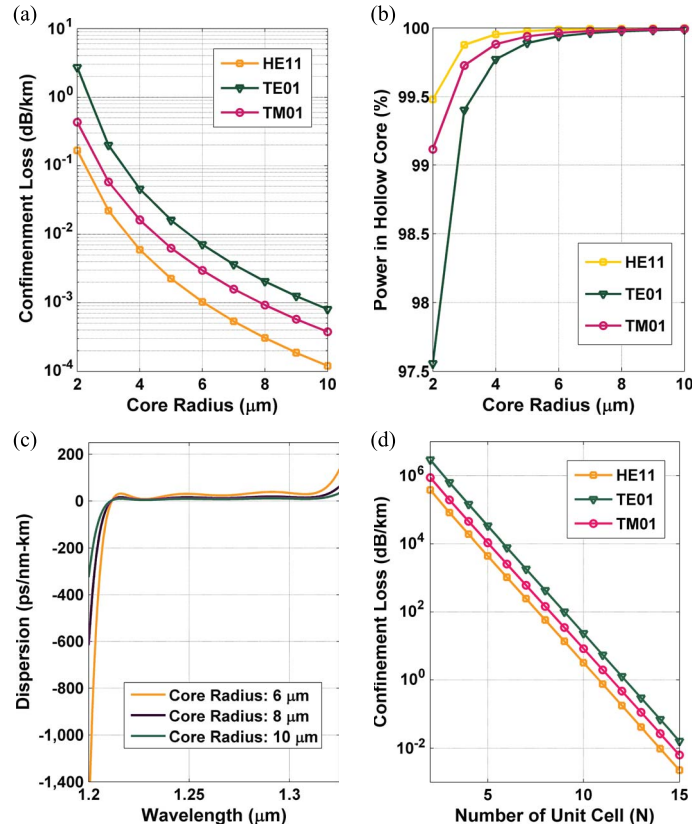 (a)
Confinmenment Loss (dB/km)
10^1
10^0
10^-1
10^-2
10^-3
10^-4
HE11
TE01
TM01
2
4
6
8
10
Core Radius (μm)
(b)
Power in Hollow Core (%)
100
99.5
99
98.5
98
97.5
HE11
TE01
TM01
2
4
6
8
10
Core Radius (μm)
(c)
Dispersion (ps/nm-km)
200
0
-200
-400
-600
-800
-1,000
-1,200
-1,400
Core Radius: 6 μm
Core Radius: 8 μm
Core Radius: 10 μm
1.2
1.25
1.3
Wavelength (μm)
(d)
Confinement Loss (dB/km)
10^6
10^4
10^2
10^0
10^-2
HE11
TE01
TM01
5
10
15
Number of Unit Cell (N)